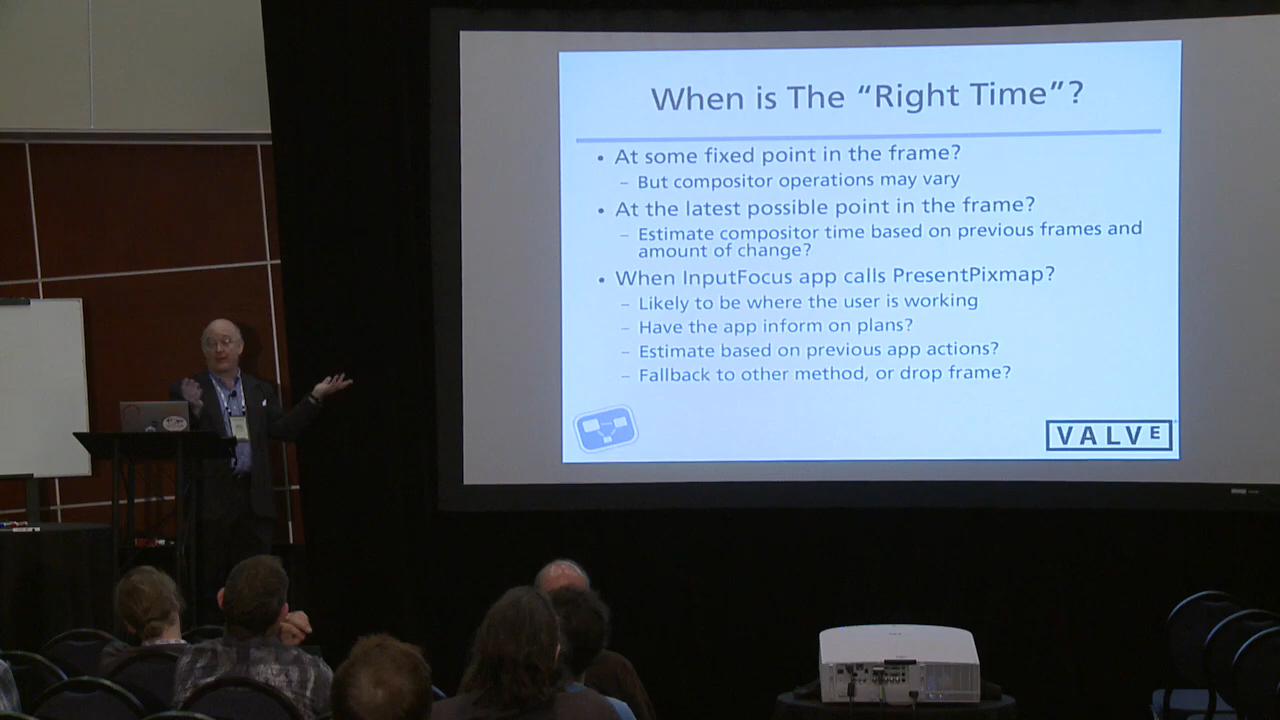 When is The “Right Time”?
• At some fixed point in the frame?
– But compositor operations may vary
• At the latest possible point in the frame?
– Estimate compositor time based on previous frames and
amount of change?
• When InputFocus app calls PresentPixmap?
– Likely to be where the user is working
– Have the app inform on plans?
– Estimate based on previous app actions?
– Fallback to other method, or drop frame?
VALVE